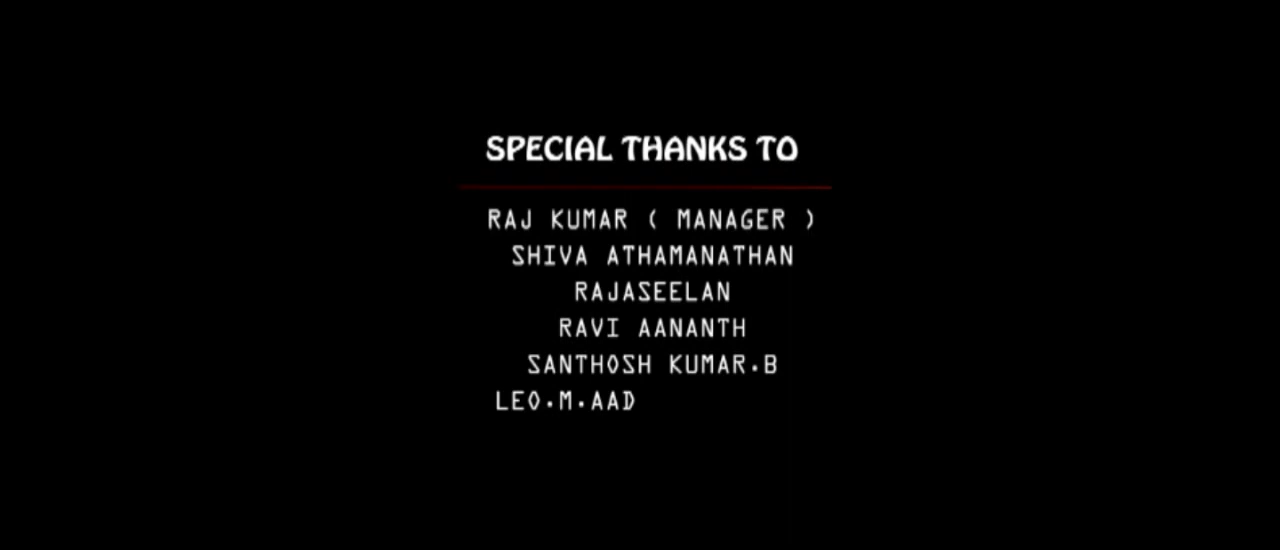 SPECIAL THANKS TO
RAJ KUMAR ( MANAGER )
SHIVA ATHAMANATHAN
RAJASEELAN
RAVI AANANTH
SANTHOSH KUMAR.B
LEO.M.AAD